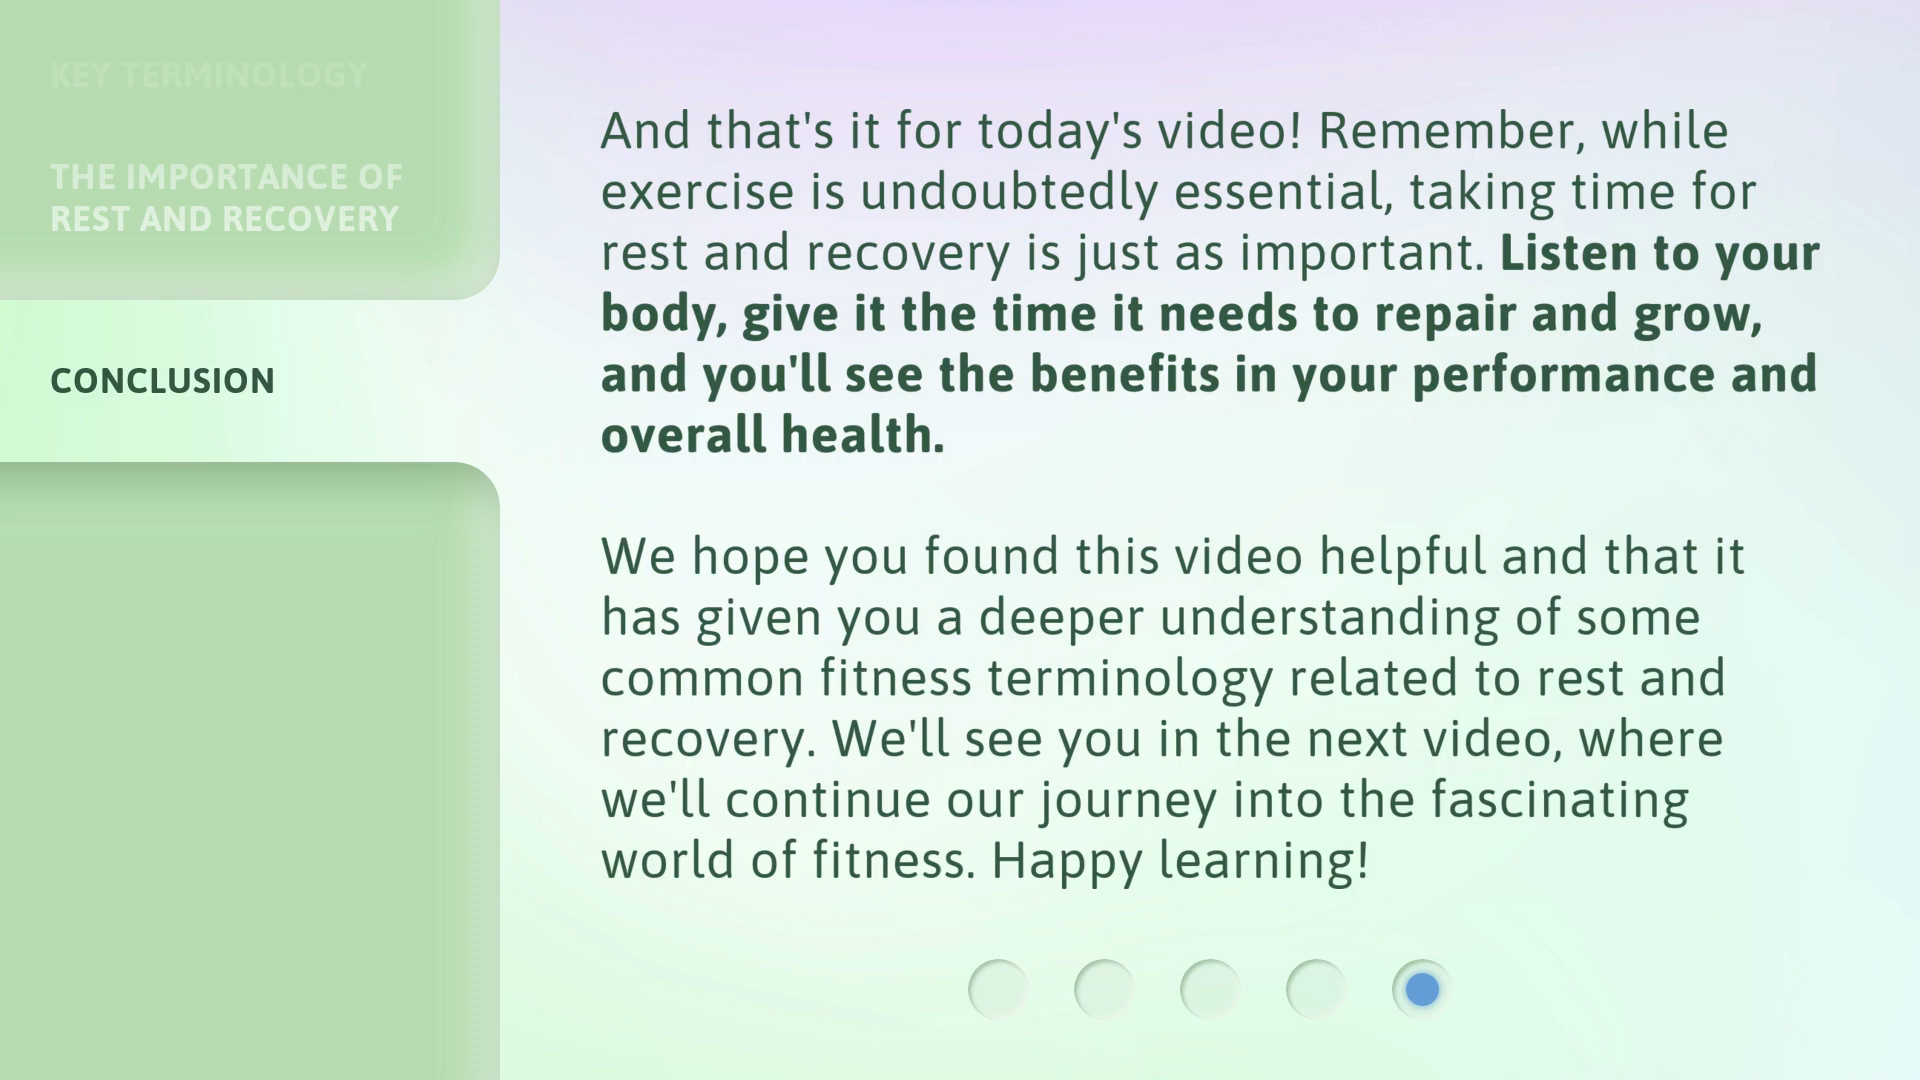 KEY TERMINOLOGY
THE IMPORTANCE OF
REST AND RECOVERY
CONCLUSION
And that's it for today's video! Remember, while
exercise is undoubtedly essential, taking time for
rest and recovery is just as important. Listen to your
body, give it the time it needs to repair and grow,
and you'll see the benefits in your performance and
overall health.
We hope you found this video helpful and that it
has given you a deeper understanding of some
common fitness terminology related to rest and
recovery. We'll see you in the next video, where
we'll continue our journey into the fascinating
world of fitness. Happy learning!